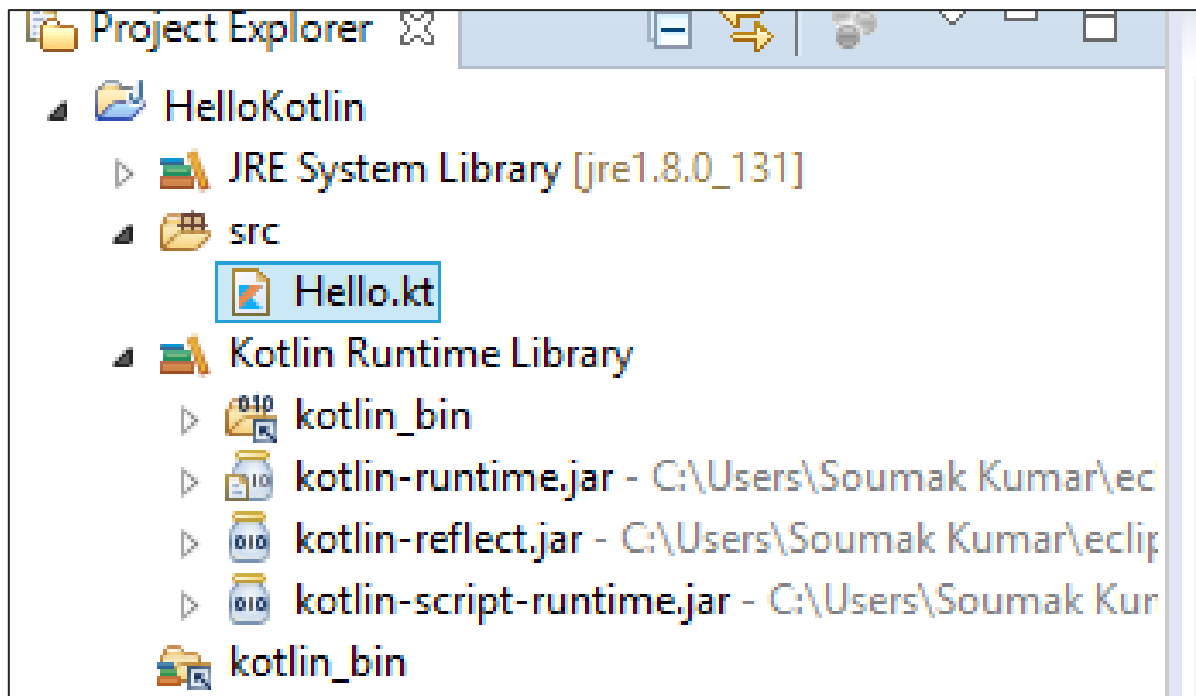 Project Explorer
HelloKotlin
JRE System Library [jre1.8.0_131]
src
Hello.kt
Kotlin Runtime Library
kotlin_bin
kotlin-runtime.jar - C:\Users\Soumak Kumar\ec
kotlin-reflect.jar - C:\Users\Soumak Kumar\eclip
kotlin-script-runtime.jar - C:\Users\Soumak Kur
kotlin_bin